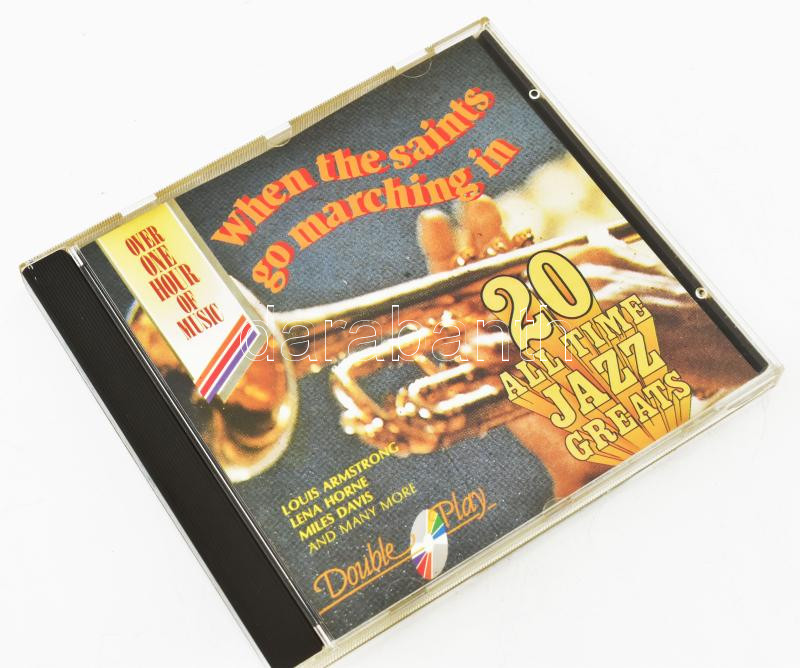 when the saints
go marching in
OVER
ONE
HOUR
OF
MUSIC
20
ALL TIME
JAZZ
GREATS
darabanth
LOUIS ARMSTRONG
LENA HORNE
MILES DAVIS
AND MANY MORE
Double Play